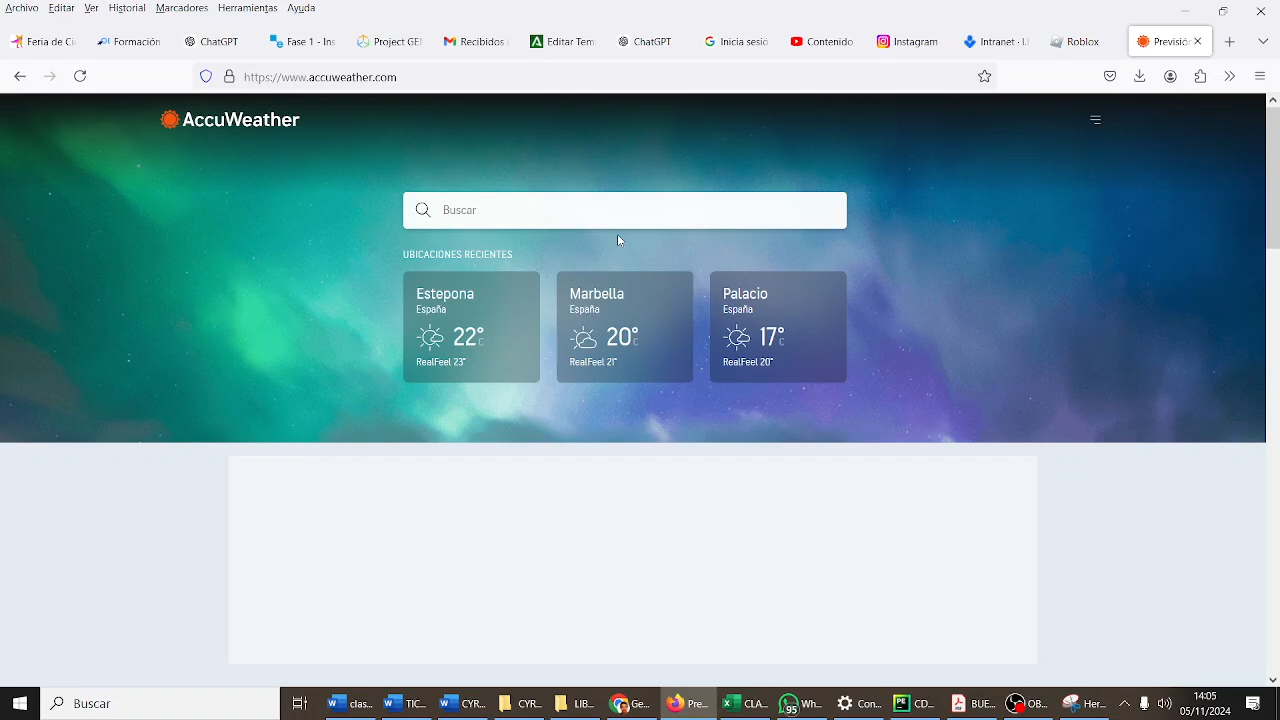 Archivo Editar Ver Historial Marcadores Herramientas Ayuda
Feria de Ci Formación ChatGPT Fase 1 - Ins Project GEN Recibidos ( Editar Tem ChatGPT Inicia sesió Contenido Instagram Intranet - Roblox Previsió
https://www.accuweather.com
AccuWeather
Buscar
UBICACIONES RECIENTES
Estepona
España
22°C
RealFeel 23°
Marbella
España
20°C
RealFeel 21°
Palacio
España
17°C
RealFeel 20°
Buscar
clas... TIC... CYR... CYR... LIB... Ge... Pre... CLA... Wh... Con... CD... BUE... OB... He...
95
14:05
05/11/2024